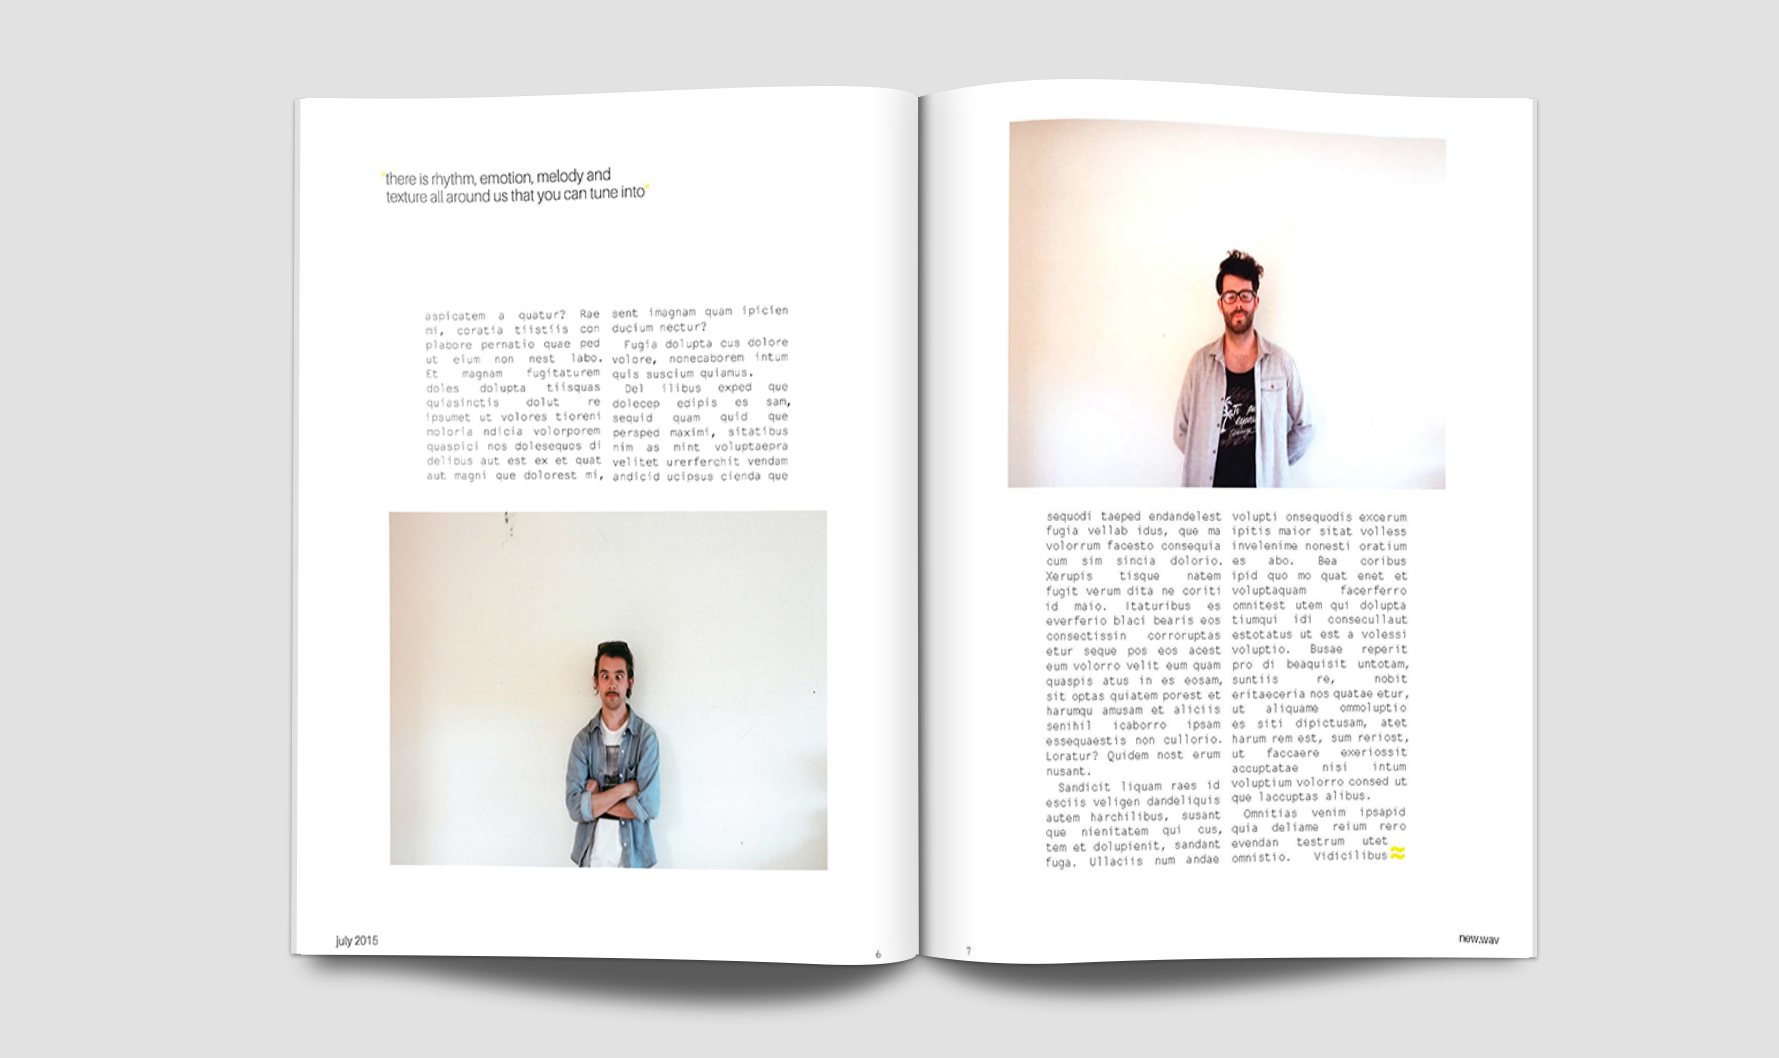 "there is rhythm, emotion, melody and
texture all around us that you can tune into"
aspicatem a quatur? Rae
mi, coratia tiistiis con
plabore pernatio quae ped
ut eium non nest labo.
Et magnam fugitaturem
doles dolupta tiisquas
quiasinctis dolut re
ipsumet ut volores tioreni
moloria ndicia volorporem
quaspici nos dolesequos di
delibus aut est ex et quat
aut magni que dolorest mi,
sent imagnam quam ipicien
ducium nectur?
Fugia dolupta cus dolore
volore, nonecaborem intum
quis suscium quiamus.
Del ilibus exped que
dolecep edipis es sam,
sequid quam quid que
persped maximi, sitatibus
nim as mint voluptaepra
velitet urerferchit vendam
andicid ucipsus cienda que
july 2015
6
sequodi taeped endandelest
fugia vellab idus, que ma
volorrum facesto consequia
cum sim sincia dolorio.
Xerupis tisque natem
fugit verum dita ne coriti
id maio. Itaturibus es
everferio blaci bearis eos
consectissin corroruptas
etur seque pos eos acest
eum volorro velit eum quam
quaspis atus in es eosam,
sit optas quiatem porest et
harumqu amusam et aliciis
senihil icaborro ipsam
essequaestis non cullorio.
Loratur? Quidem nost erum
nusant.
Sandicit liquam raes id
esciis veligen dandeliquis
autem harchilibus, susant
que nienitatem qui cus,
tem et dolupienit, sandant
fuga. Ullaciis num andae
volupti onsequodis excerum
ipitis maior sitat volless
invelenime nonesti oratium
es abo. Bea coribus
ipid quo mo quat enet et
voluptaquam facerferro
omnitest utem qui dolupta
tiumqui idi consecullaut
estotatus ut est a volessi
voluptio. Busae reperit
pro di beaquisit untotam,
suntiis re, nobit
eritaeceria nos quatae etur,
ut aliquame ommoluptio
es siti dipictusam, atet
harum rem est, sum reriost,
ut faccaere exeriossit
accuptatae nisi intum
voluptium volorro consed ut
que laccuptas alibus.
Omnitias venim ipsapid
quia deliame reium rero
evendan testrum utet
omnistio. Vidicilibus
7
new.wav